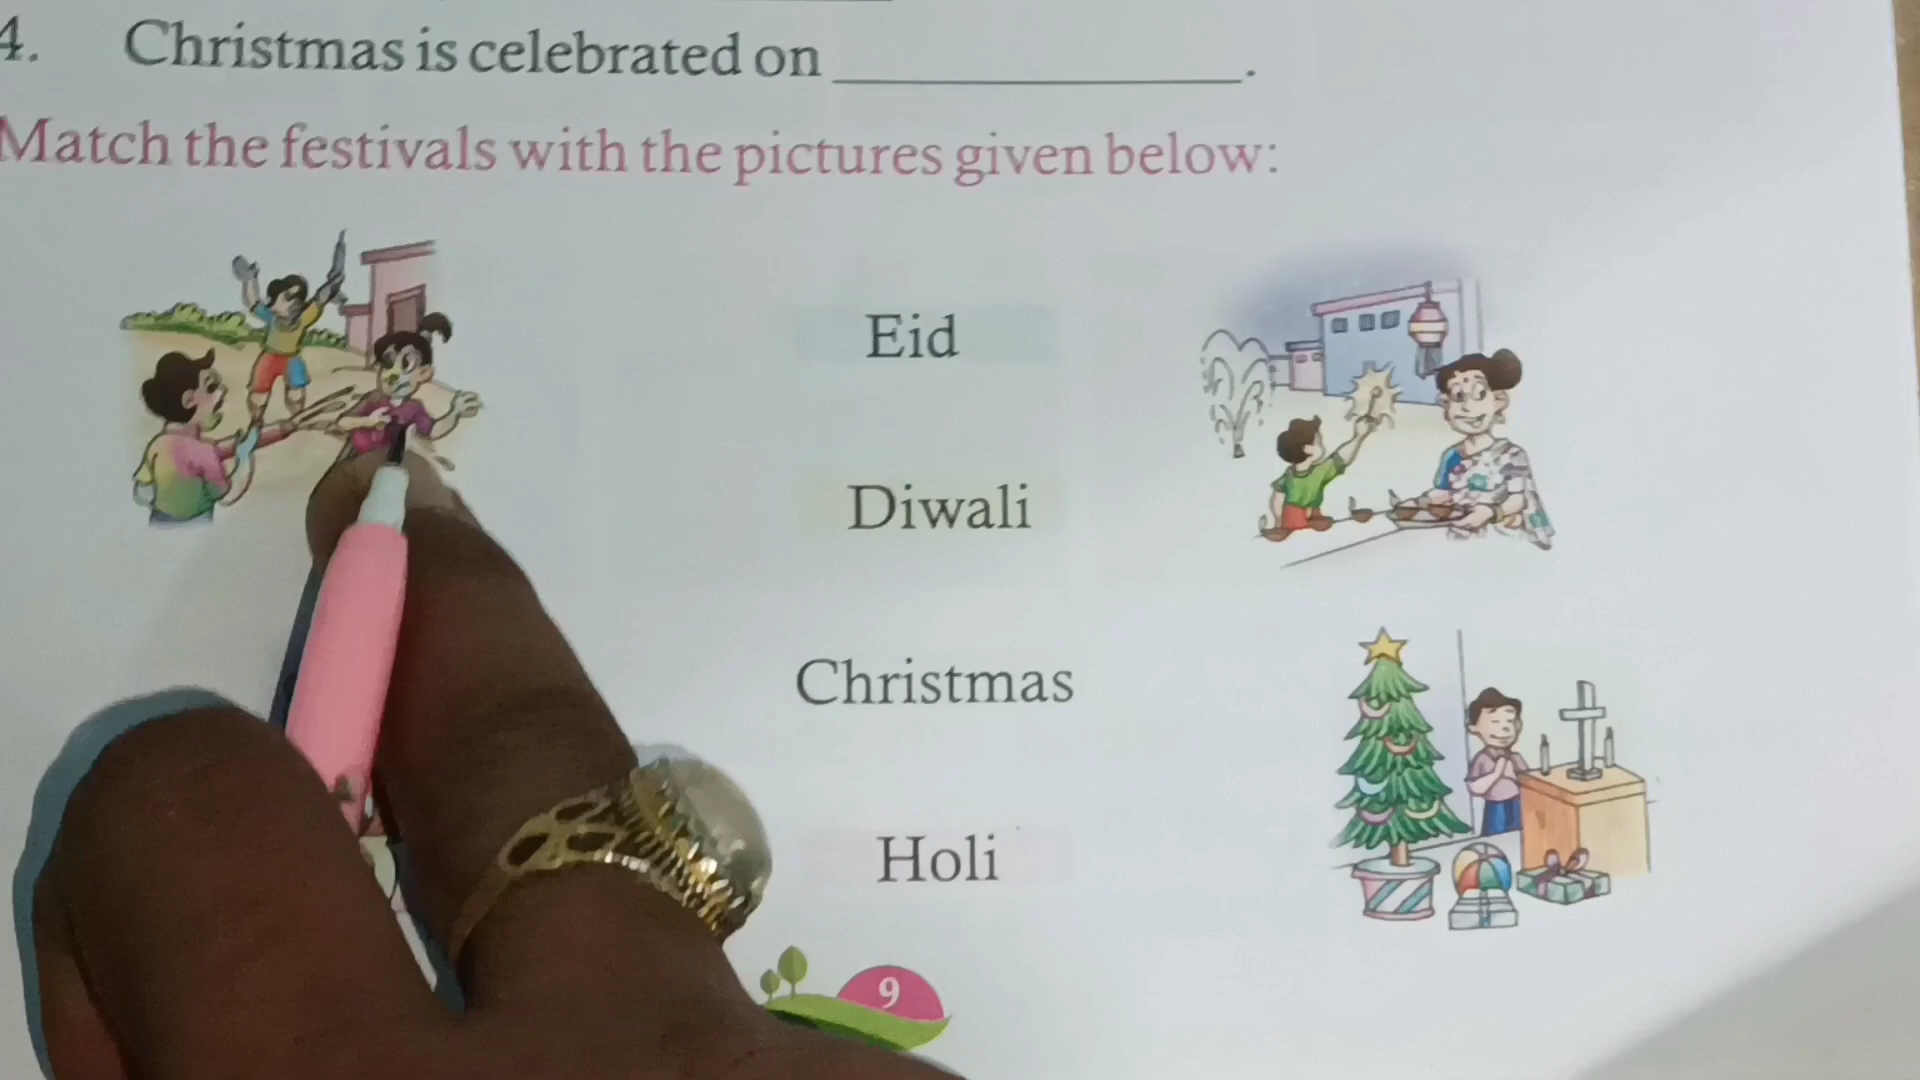 4. Christmas is celebrated on ____________.
Match the festivals with the pictures given below:
Eid
Diwali
Christmas
Holi
9